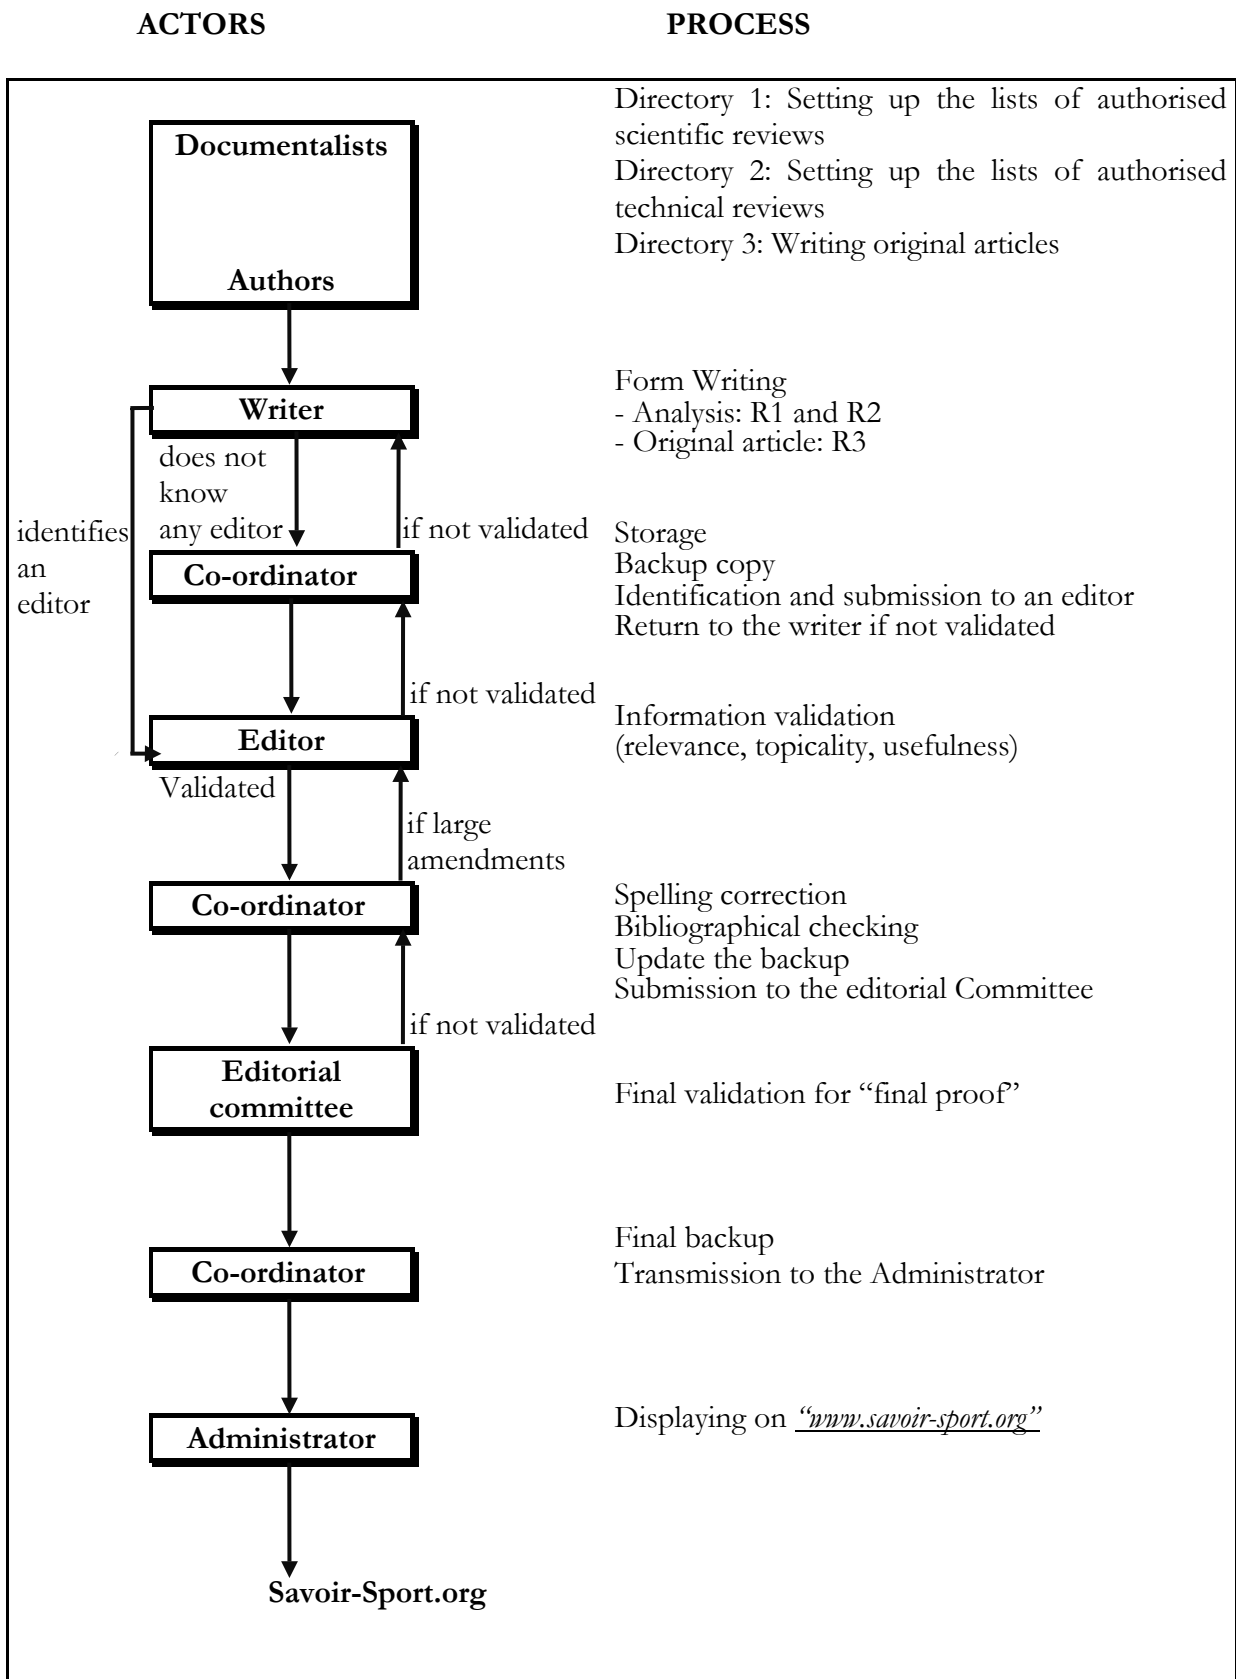 ACTORS PROCESS
Directory 1: Setting up the lists of authorised
scientific reviews
Directory 2: Setting up the lists of authorised
technical reviews
Directory 3: Writing original articles
Documentalists
Authors
Form Writing
- Analysis: R1 and R2
- Original article: R3
Writer
does not
know
any editor
identifies
an
editor
if not validated
Storage
Backup copy
Identification and submission to an editor
Return to the writer if not validated
Co-ordinator
if not validated
Information validation
(relevance, topicality, usefulness)
Editor
Validated
if large
amendments
Spelling correction
Bibliographical checking
Update the backup
Submission to the editorial Committee
Co-ordinator
if not validated
Editorial
committee
Final validation for “final proof”
Final backup
Transmission to the Administrator
Co-ordinator
Displaying on “www.savoir-sport.org”
Administrator
Savoir-Sport.org